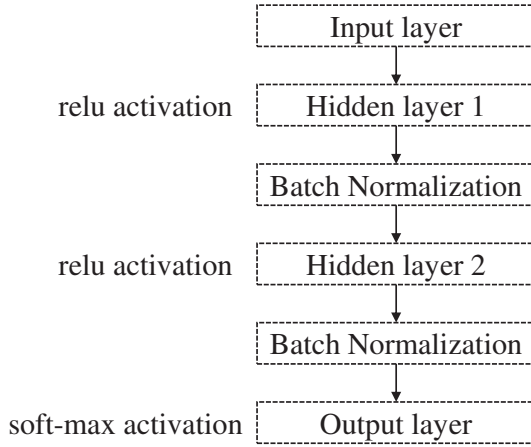 Input layer
relu activation
Hidden layer 1
Batch Normalization
relu activation
Hidden layer 2
Batch Normalization
soft-max activation
Output layer